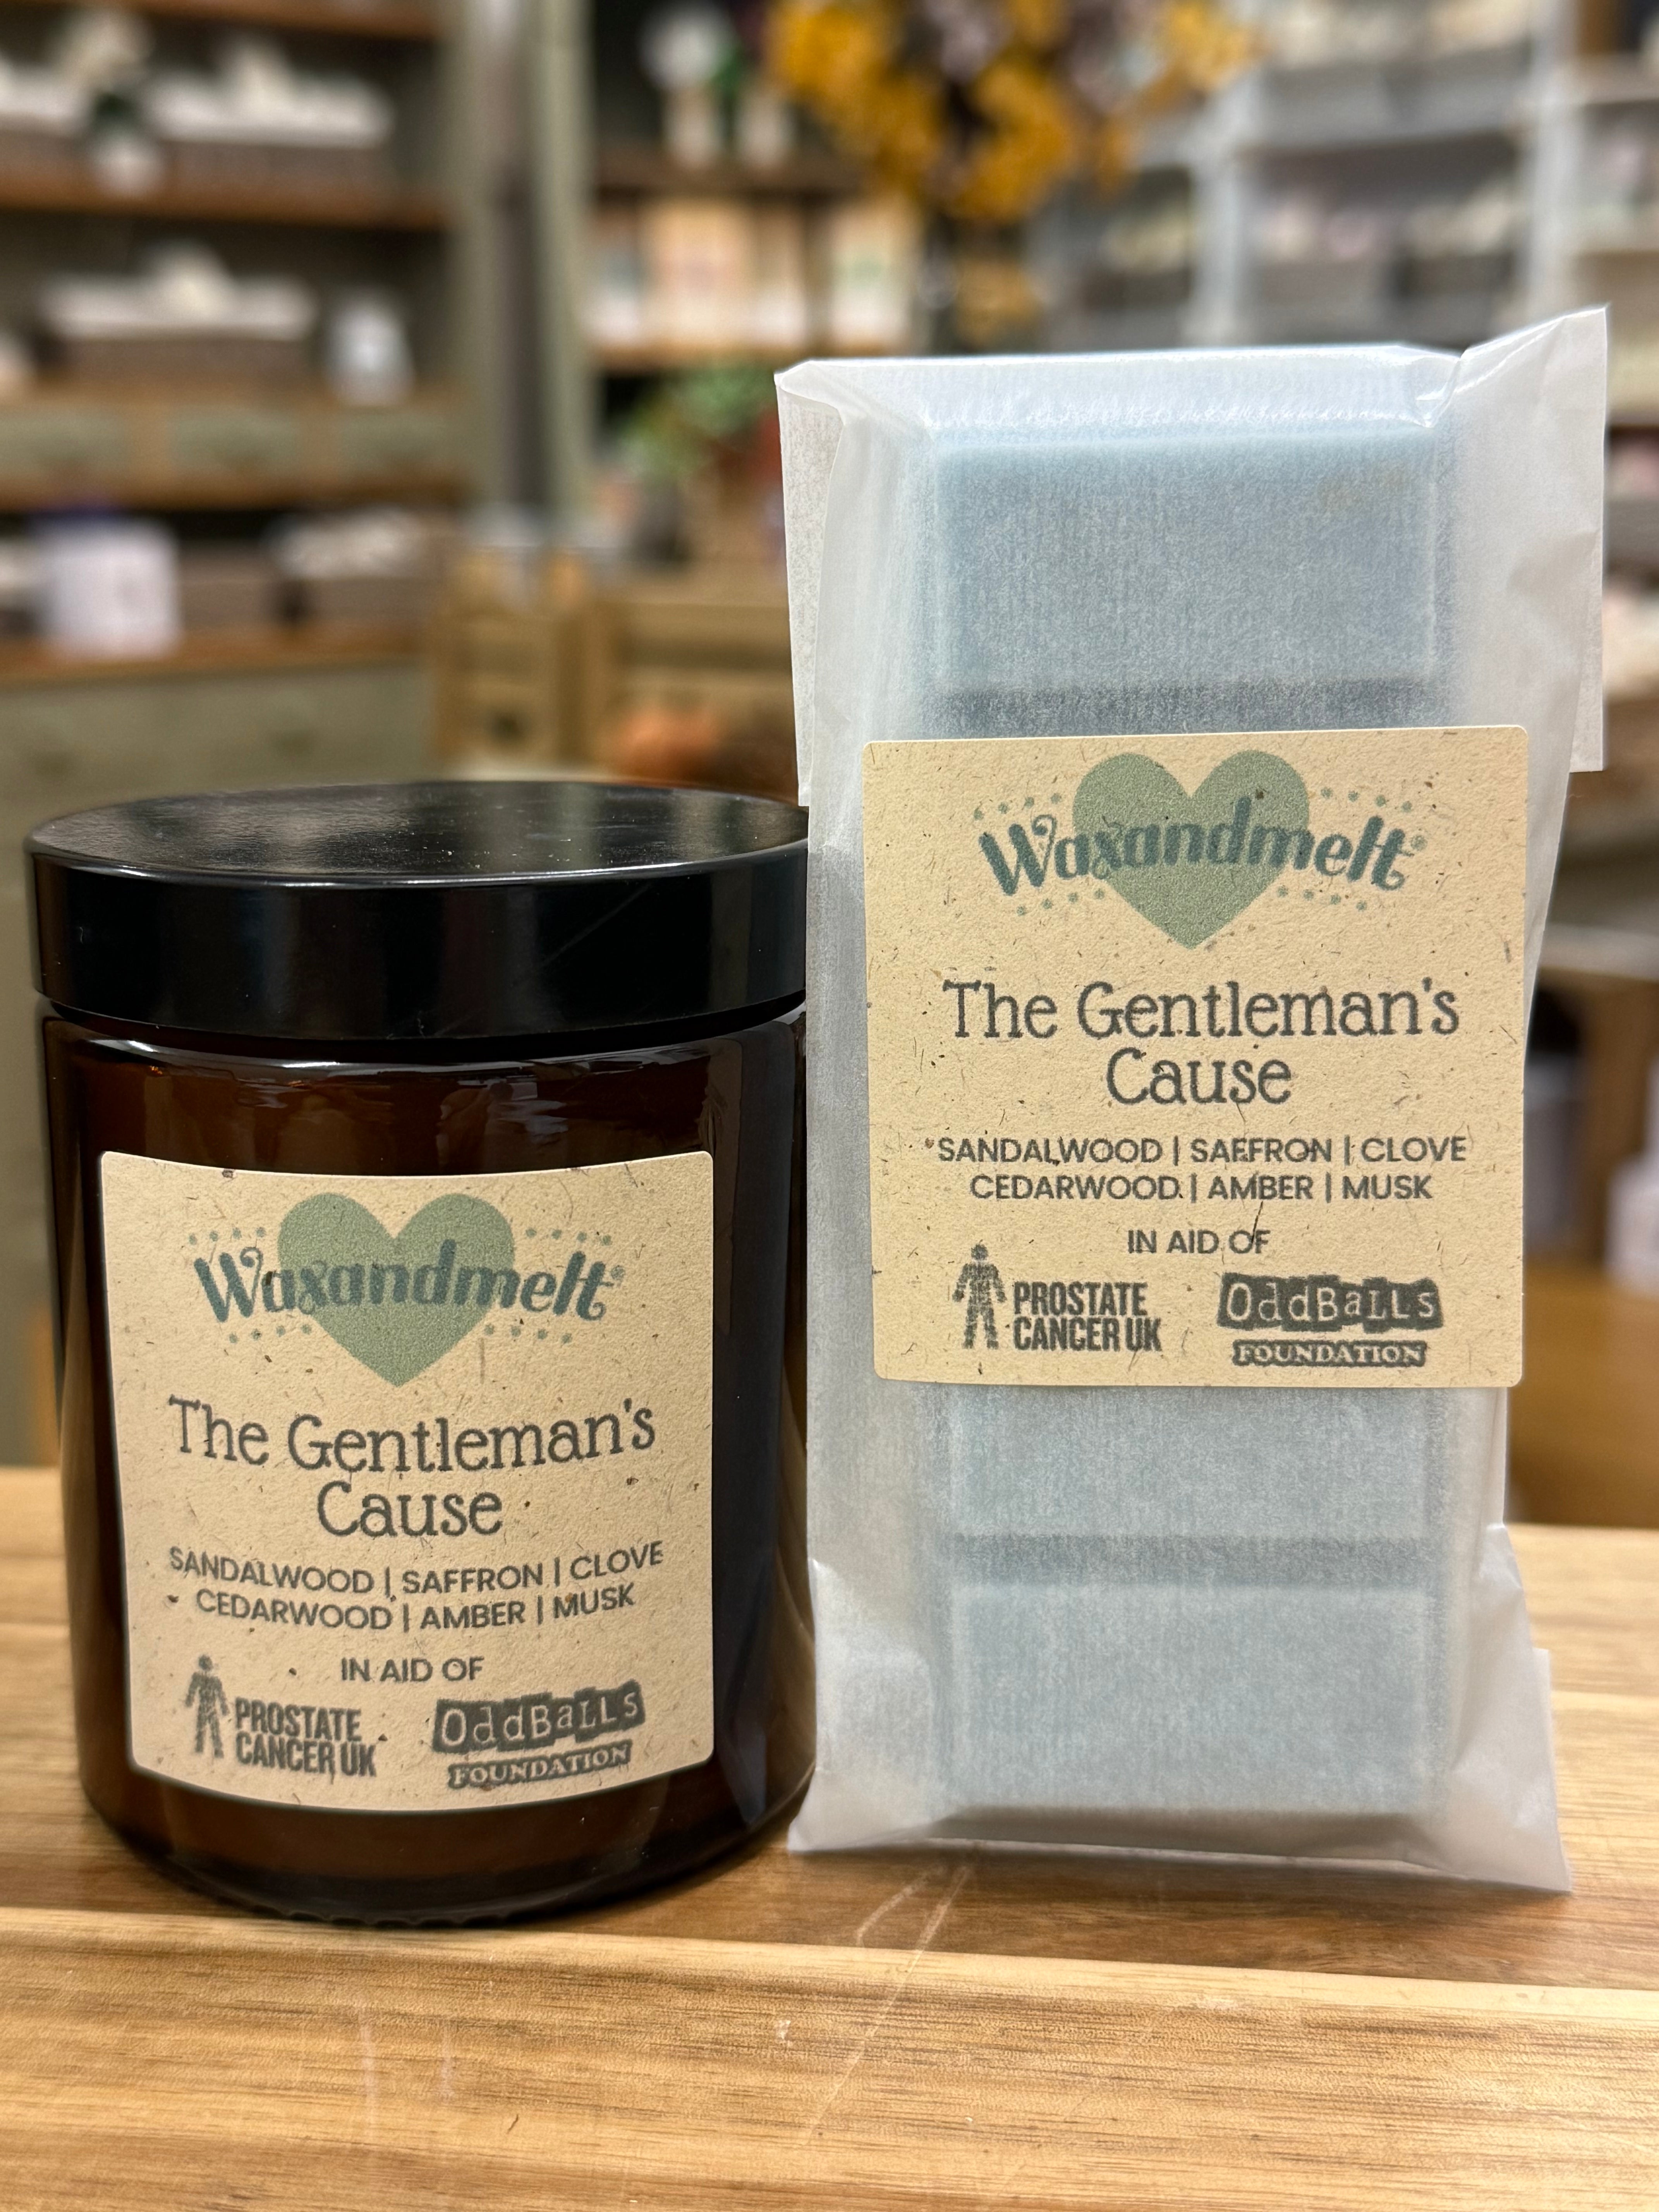 Waxandmelt®
The Gentleman's
Cause
SANDALWOOD | SAFFRON | CLOVE
CEDARWOOD | AMBER | MUSK
IN AID OF
PROSTATE
CANCER UK
OddBaLLS
FOUNDATION
Waxandmelt®
The Gentleman's
Cause
SANDALWOOD | SAFFRON | CLOVE
CEDARWOOD | AMBER | MUSK
IN AID OF
PROSTATE
CANCER UK
OddBaLLS
FOUNDATION